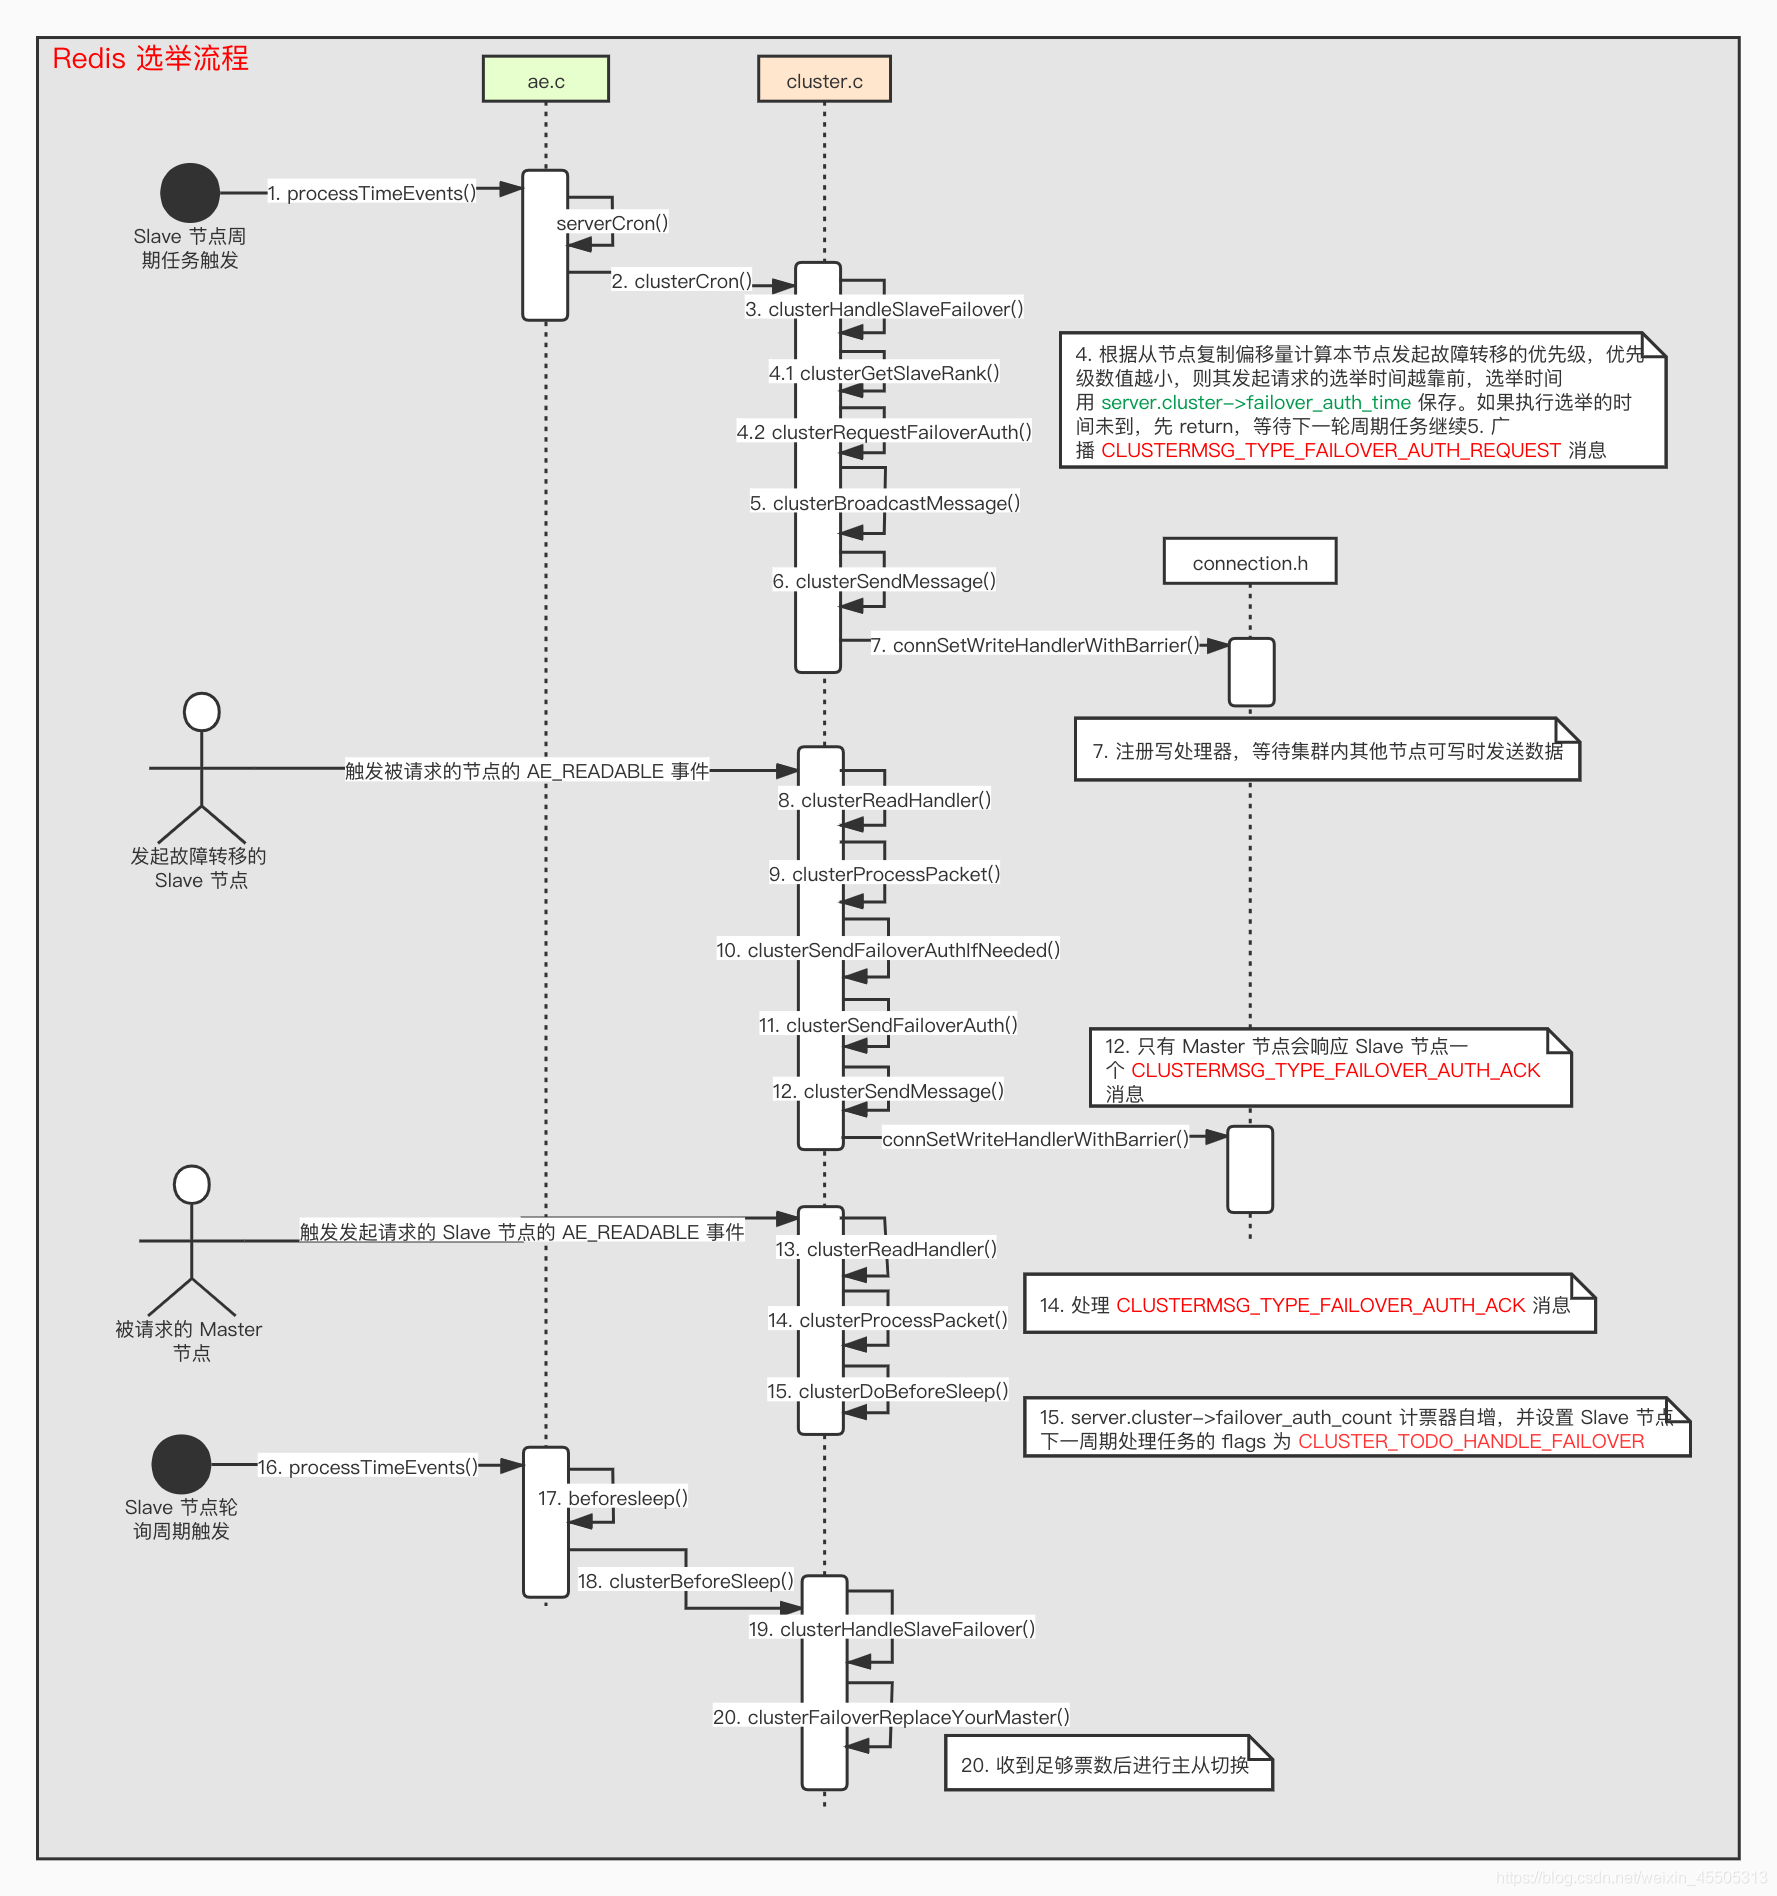 Redis 选举流程
ae.c
cluster.c
1. processTimeEvents()
Slave 节点周
期任务触发
serverCron()
2. clusterCron()
3. clusterHandleSlaveFailover()
4.1 clusterGetSlaveRank()
4.2 clusterRequestFailoverAuth()
4. 根据从节点复制偏移量计算本节点发起故障转移的优先级，优先
级数值越小，则其发起请求的选举时间越靠前，选举时间
用 server.cluster->failover_auth_time 保存。如果执行选举的时
间未到，先 return，等待下一轮周期任务继续5. 广
播 CLUSTERMSG_TYPE_FAILOVER_AUTH_REQUEST 消息
5. clusterBroadcastMessage()
6. clusterSendMessage()
connection.h
7. connSetWriteHandlerWithBarrier()
7. 注册写处理器，等待集群内其他节点可写时发送数据
触发被请求的节点的 AE_READABLE 事件
发起故障转移的
Slave 节点
8. clusterReadHandler()
9. clusterProcessPacket()
10. clusterSendFailoverAuthIfNeeded()
11. clusterSendFailoverAuth()
12. clusterSendMessage()
12. 只有 Master 节点会响应 Slave 节点一
个 CLUSTERMSG_TYPE_FAILOVER_AUTH_ACK
消息
connSetWriteHandlerWithBarrier()
触发发起请求的 Slave 节点的 AE_READABLE 事件
被请求的 Master
节点
13. clusterReadHandler()
14. clusterProcessPacket()
14. 处理 CLUSTERMSG_TYPE_FAILOVER_AUTH_ACK 消息
15. clusterDoBeforeSleep()
15. server.cluster->failover_auth_count 计票器自增，并设置 Slave 节点
下一周期处理任务的 flags 为 CLUSTER_TODO_HANDLE_FAILOVER
16. processTimeEvents()
Slave 节点轮
询周期触发
17. beforesleep()
18. clusterBeforeSleep()
19. clusterHandleSlaveFailover()
20. clusterFailoverReplaceYourMaster()
20. 收到足够票数后进行主从切换
https://blog.csdn.net/weixin_45505313